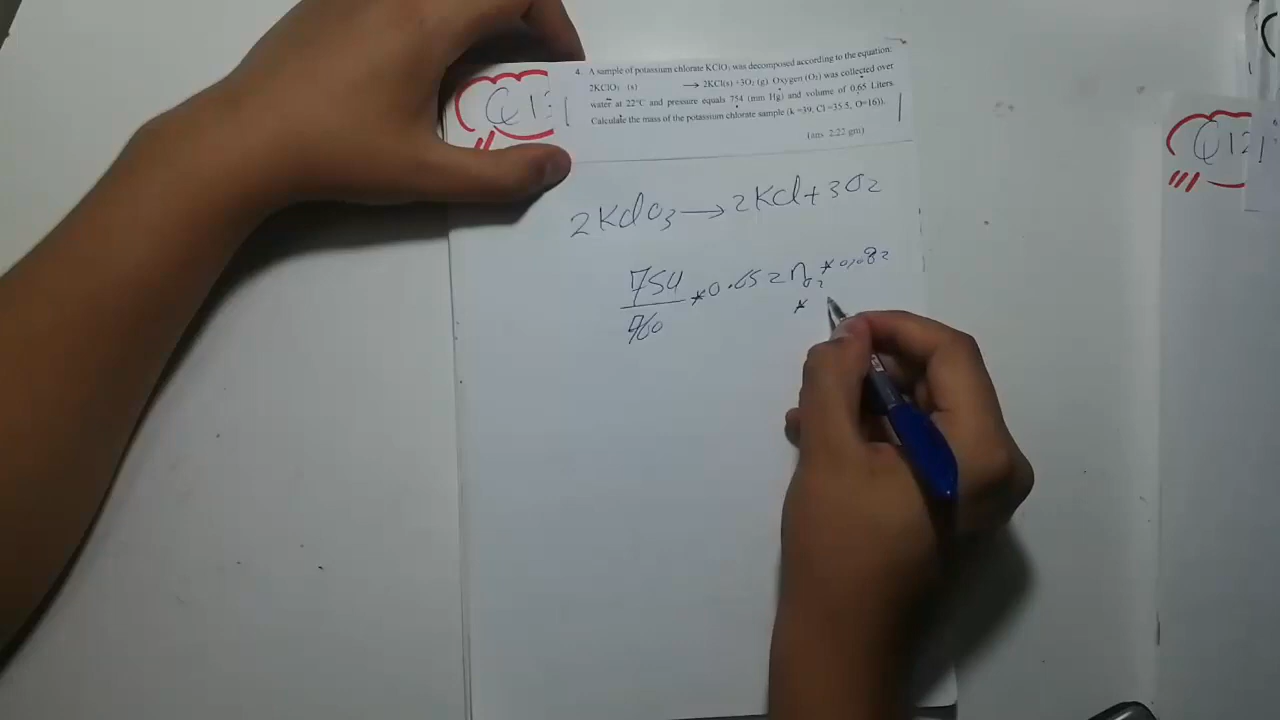 4. A sample of potassium chlorate KClO₃ was decomposed according to the equation:
2KClO₃ (s) → 2KCl(s) +3O₂ (g). Oxygen (O₂) was collected over
water at 22°C and pressure equals 754 (mm Hg) and volume of 0.65 Liters
Calculate the mass of the potassium chlorate sample (k =39, Cl =35.5, O=16)).
(ans 2.22 gm)
Q 13
Q 12
2KClO₃ → 2KCl + 3O₂
754 * 0.65 = n O₂ * 0.082
760 *